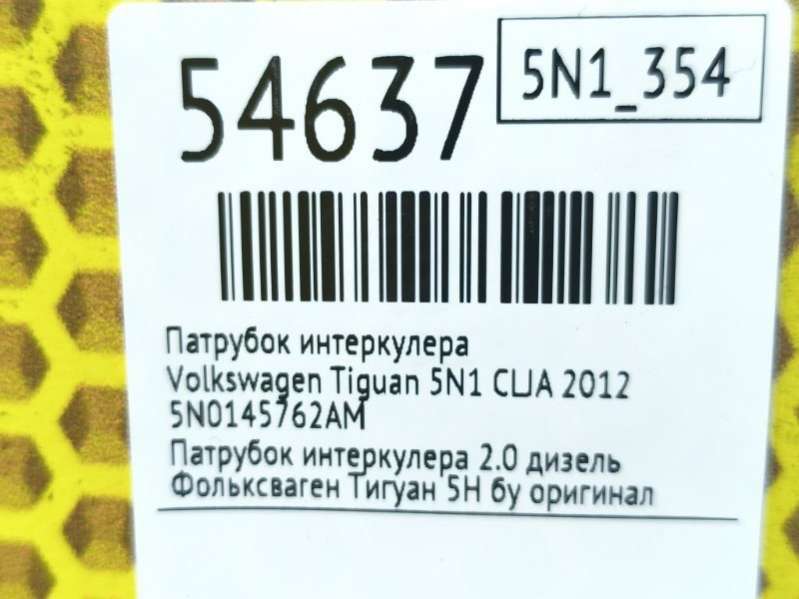 54637
5N1_354
Патрубок интеркулера
Volkswagen Tiguan 5N1 CLJA 2012
5N0145762AM
Патрубок интеркулера 2.0 дизель
Фольксваген Тигуан 5Н бу оригинал